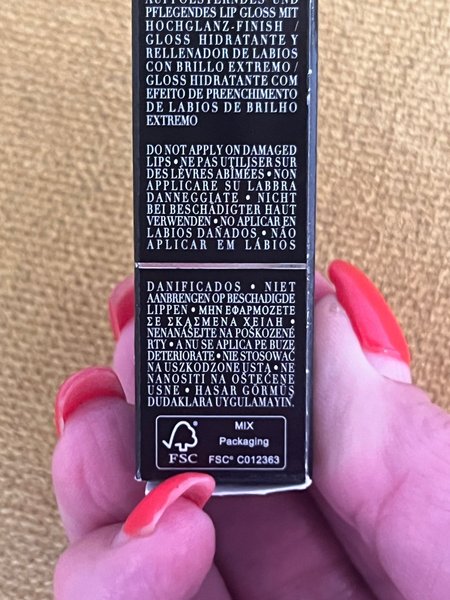 AUFPOLSTERNDES UND
PFLEGENDES LIP GLOSS MIT
HOCHGLANZ-FINISH /
GLOSS HIDRATANTE Y
RELLENADOR DE LABIOS
CON BRILLO EXTREMO /
GLOSS HIDRATANTE COM
EFEITO DE PREENCHIMENTO
DE LABIOS DE BRILHO
EXTREMO
DO NOT APPLY ON DAMAGED
LIPS • NE PAS UTILISER SUR
DES LÈVRES ABÎMÉES • NON
APPLICARE SU LABBRA
DANNEGGIATE • NICHT
BEI BESCHÄDIGTER HAUT
VERWENDEN • NO APLICAR EN
LABIOS DAÑADOS • NÃO
APLICAR EM LÁBIOS
DANIFICADOS • NIET
AANBRENGEN OP BESCHADIGDE
LIPPEN • ΜΗΝ ΕΦΑΡΜΟΖΕΤΕ
ΣΕ ΣΚΑΣΜΕΝΑ ΧΕΙΛΗ •
NENANÁŠEJTE NA POŠKOZENÉ
RTY • A NU SE APLICA PE BUZE
DETERIORATE • NIE STOSOWAĆ
NA USZKODZONE USTA • NE
NANOSITI NA OŠTEĆENE
USNE • HASAR GÖRMÜŞ
DUDAKLARA UYGULAMAYIN.
MIX
Packaging
FSC FSC® C012363